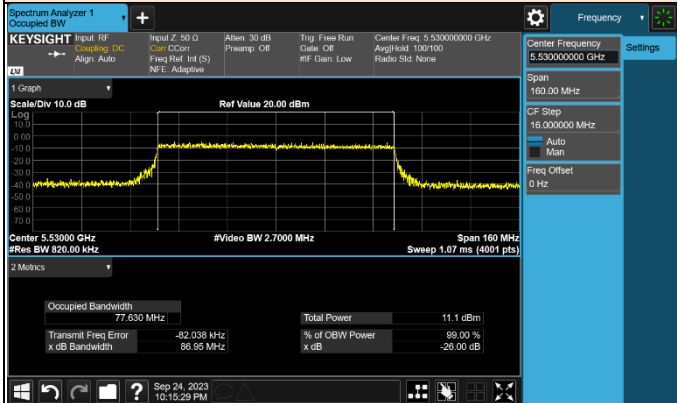 Spectrum Analyzer 1
Occupied BW
+
Frequency
KEYSIGHT
Input: RF
Coupling: DC
Align: Auto
Input Z: 50 Ω
Corr CCorr
Freq Ref: Int (S)
NFE: Adaptive
Atten: 30 dB
Preamp: Off
Trig: Free Run
Gate: Off
#IF Gain: Low
Center Freq: 5.530000000 GHz
Avg|Hold: 100/100
Radio Std: None
LXI
Center Frequency
5.530000000 GHz
Settings
Span
160.00 MHz
CF Step
16.000000 MHz
Auto
Man
Freq Offset
0 Hz
1 Graph
Scale/Div 10.0 dB
Ref Value 20.00 dBm
Log
10.0
0.00
-10.0
-20.0
-30.0
-40.0
-50.0
-60.0
-70.0
Center 5.53000 GHz
#Video BW 2.7000 MHz
Span 160 MHz
#Res BW 820.00 kHz
Sweep 1.07 ms (4001 pts)
2 Metrics
Occupied Bandwidth
77.630 MHz
Total Power 11.1 dBm
Transmit Freq Error -82.038 kHz
% of OBW Power 99.00 %
x dB Bandwidth 86.95 MHz
x dB -26.00 dB
?
Sep 24, 2023
10:15:29 PM